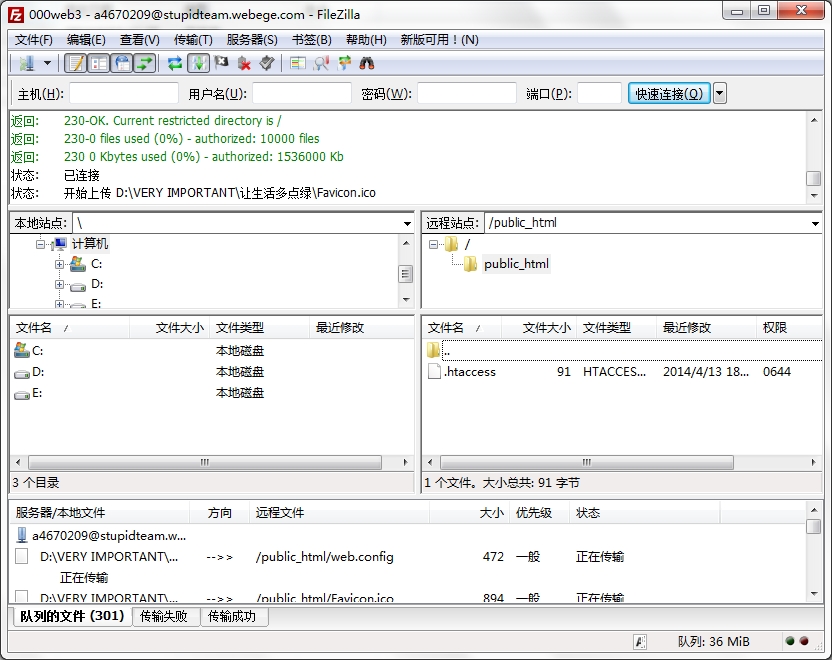 000web3 - a4670209@stupidteam.webege.com - FileZilla
文件(F) 编辑(E) 查看(V) 传输(T) 服务器(S) 书签(B) 帮助(H) 新版可用！(N)
主机(H): 用户名(U): 密码(W): 端口(P): 快速连接(Q)
返回: 230-OK. Current restricted directory is /
返回: 230-0 files used (0%) - authorized: 10000 files
返回: 230 0 Kbytes used (0%) - authorized: 1536000 Kb
状态: 已连接
状态: 开始上传 D:\VERY IMPORTANT\让生活多点绿\Favicon.ico
本地站点: \
计算机
C:
D:
E:
远程站点: /public_html
/
public_html
文件名 / 文件大小 文件类型 最近修改
C: 本地磁盘
D: 本地磁盘
E: 本地磁盘
3 个目录
文件名 / 文件大小 文件类型 最近修改 权限
..
.htaccess 91 HTACCES... 2014/4/13 18... 0644
1 个文件。大小总共: 91 字节
服务器/本地文件 方向 远程文件 大小 优先级 状态
a4670209@stupidteam.w...
D:\VERY IMPORTANT\... -->> /public_html/web.config 472 一般 正在传输
正在传输
D:\VERY IMPORTANT\... -->> /public_html/Favicon.ico 894 一般 正在传输
队列的文件 (301) 传输失败 传输成功
队列: 36 MiB